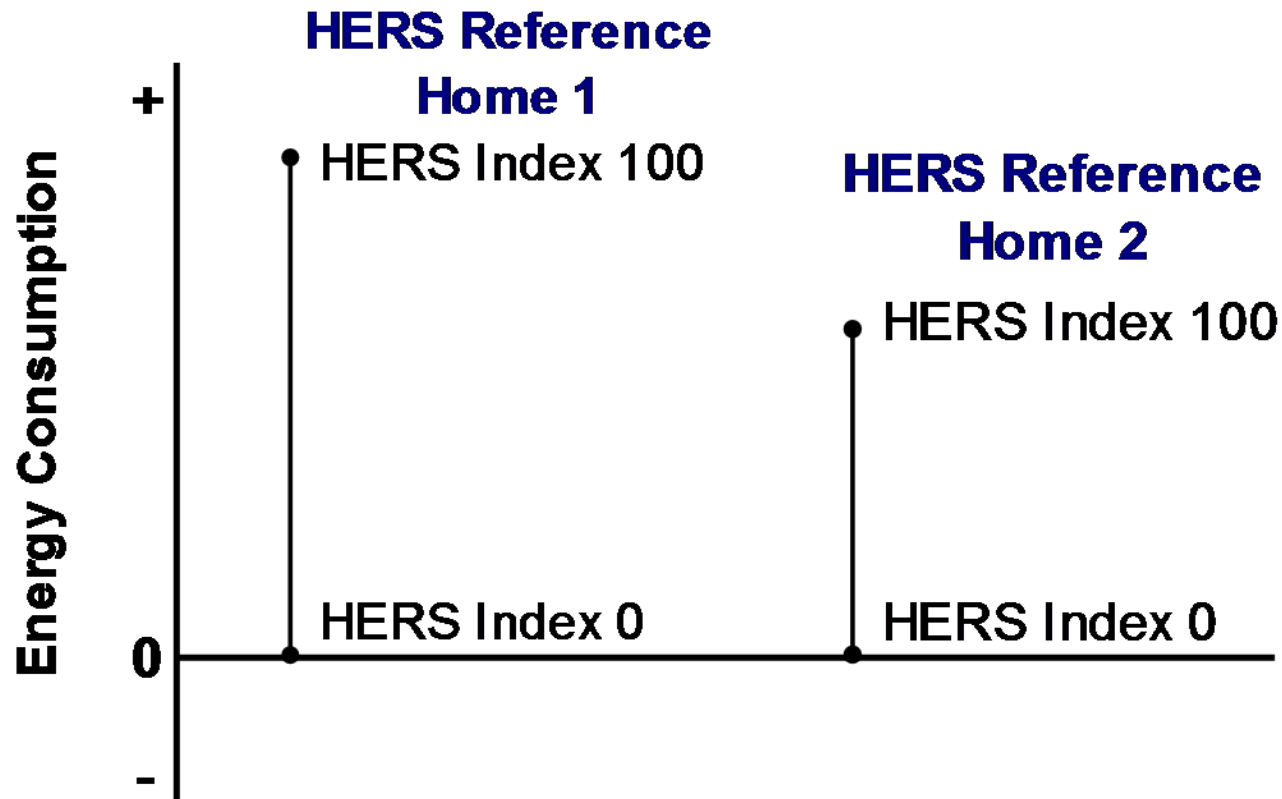 HERS Reference
Home 1
+
HERS Index 100
HERS Reference
Home 2
HERS Index 100
Energy Consumption
HERS Index 0
HERS Index 0
0
-